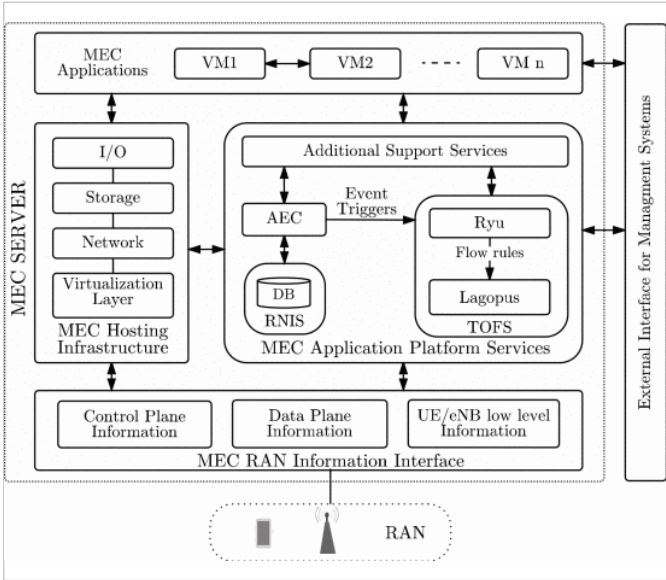 MEC
Applications
VM1
VM2
VM n
I/O
Storage
Network
Virtualization
Layer
MEC Hosting
Infrastructure
Additional Support Services
AEC
Event
Triggers
Ryu
Flow rules
Lagopus
TOFS
DB
RNIS
MEC Application Platform Services
Control Plane
Information
Data Plane
Information
UE/eNB low level
Information
MEC RAN Information Interface
RAN
MEC SERVER
External Interface for Managment Systems